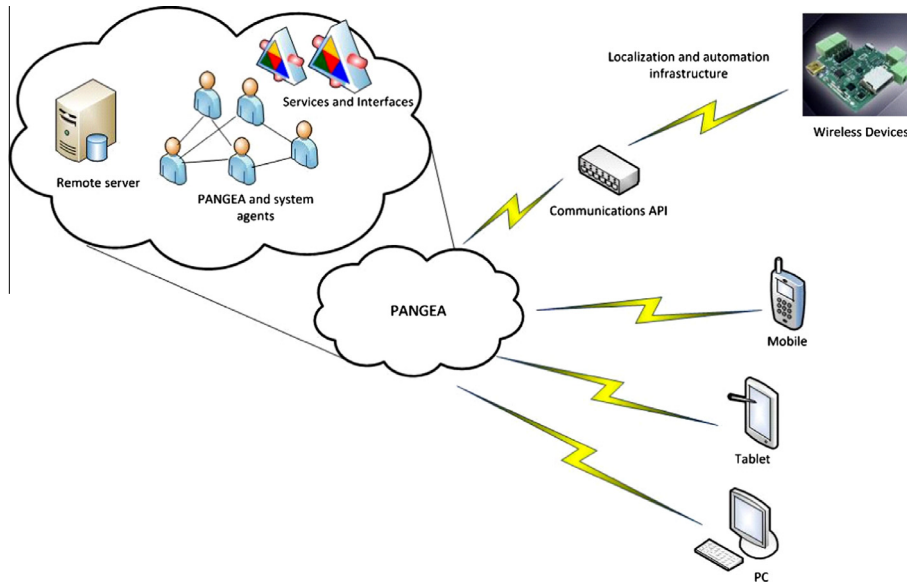 Services and Interfaces
Remote server
PANGEA and system
agents
Localization and automation
infrastructure
Wireless Devices
Communications API
PANGEA
Mobile
Tablet
PC